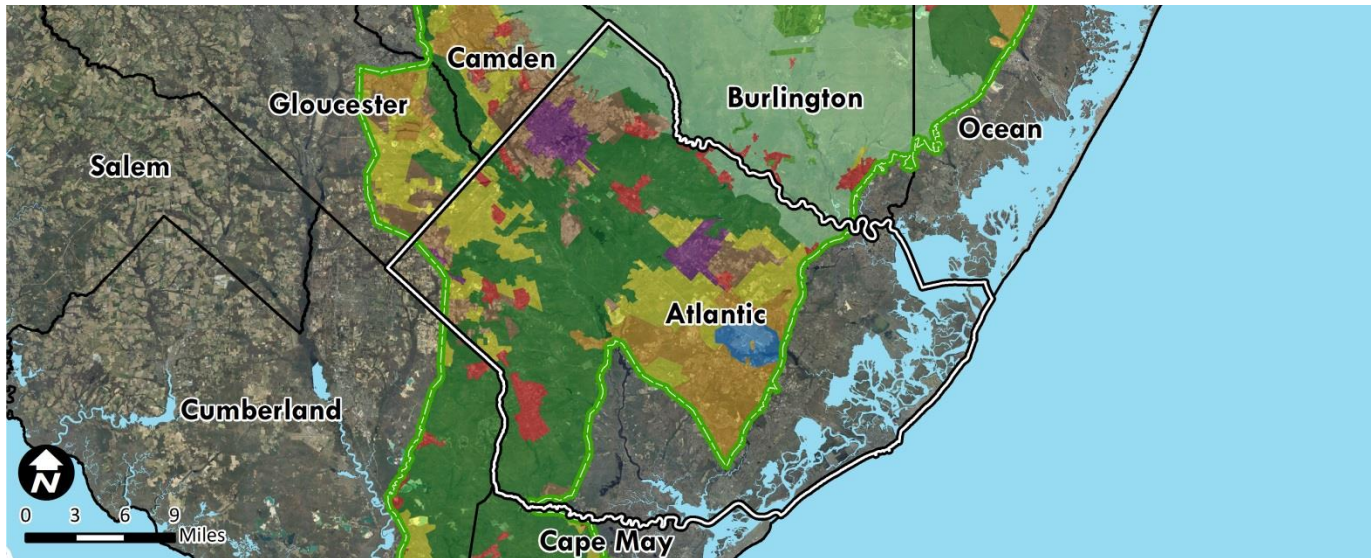 Camden
Gloucester
Burlington
Ocean
Salem
Atlantic
Cumberland
N
0 3 6 9
Miles
Cape May